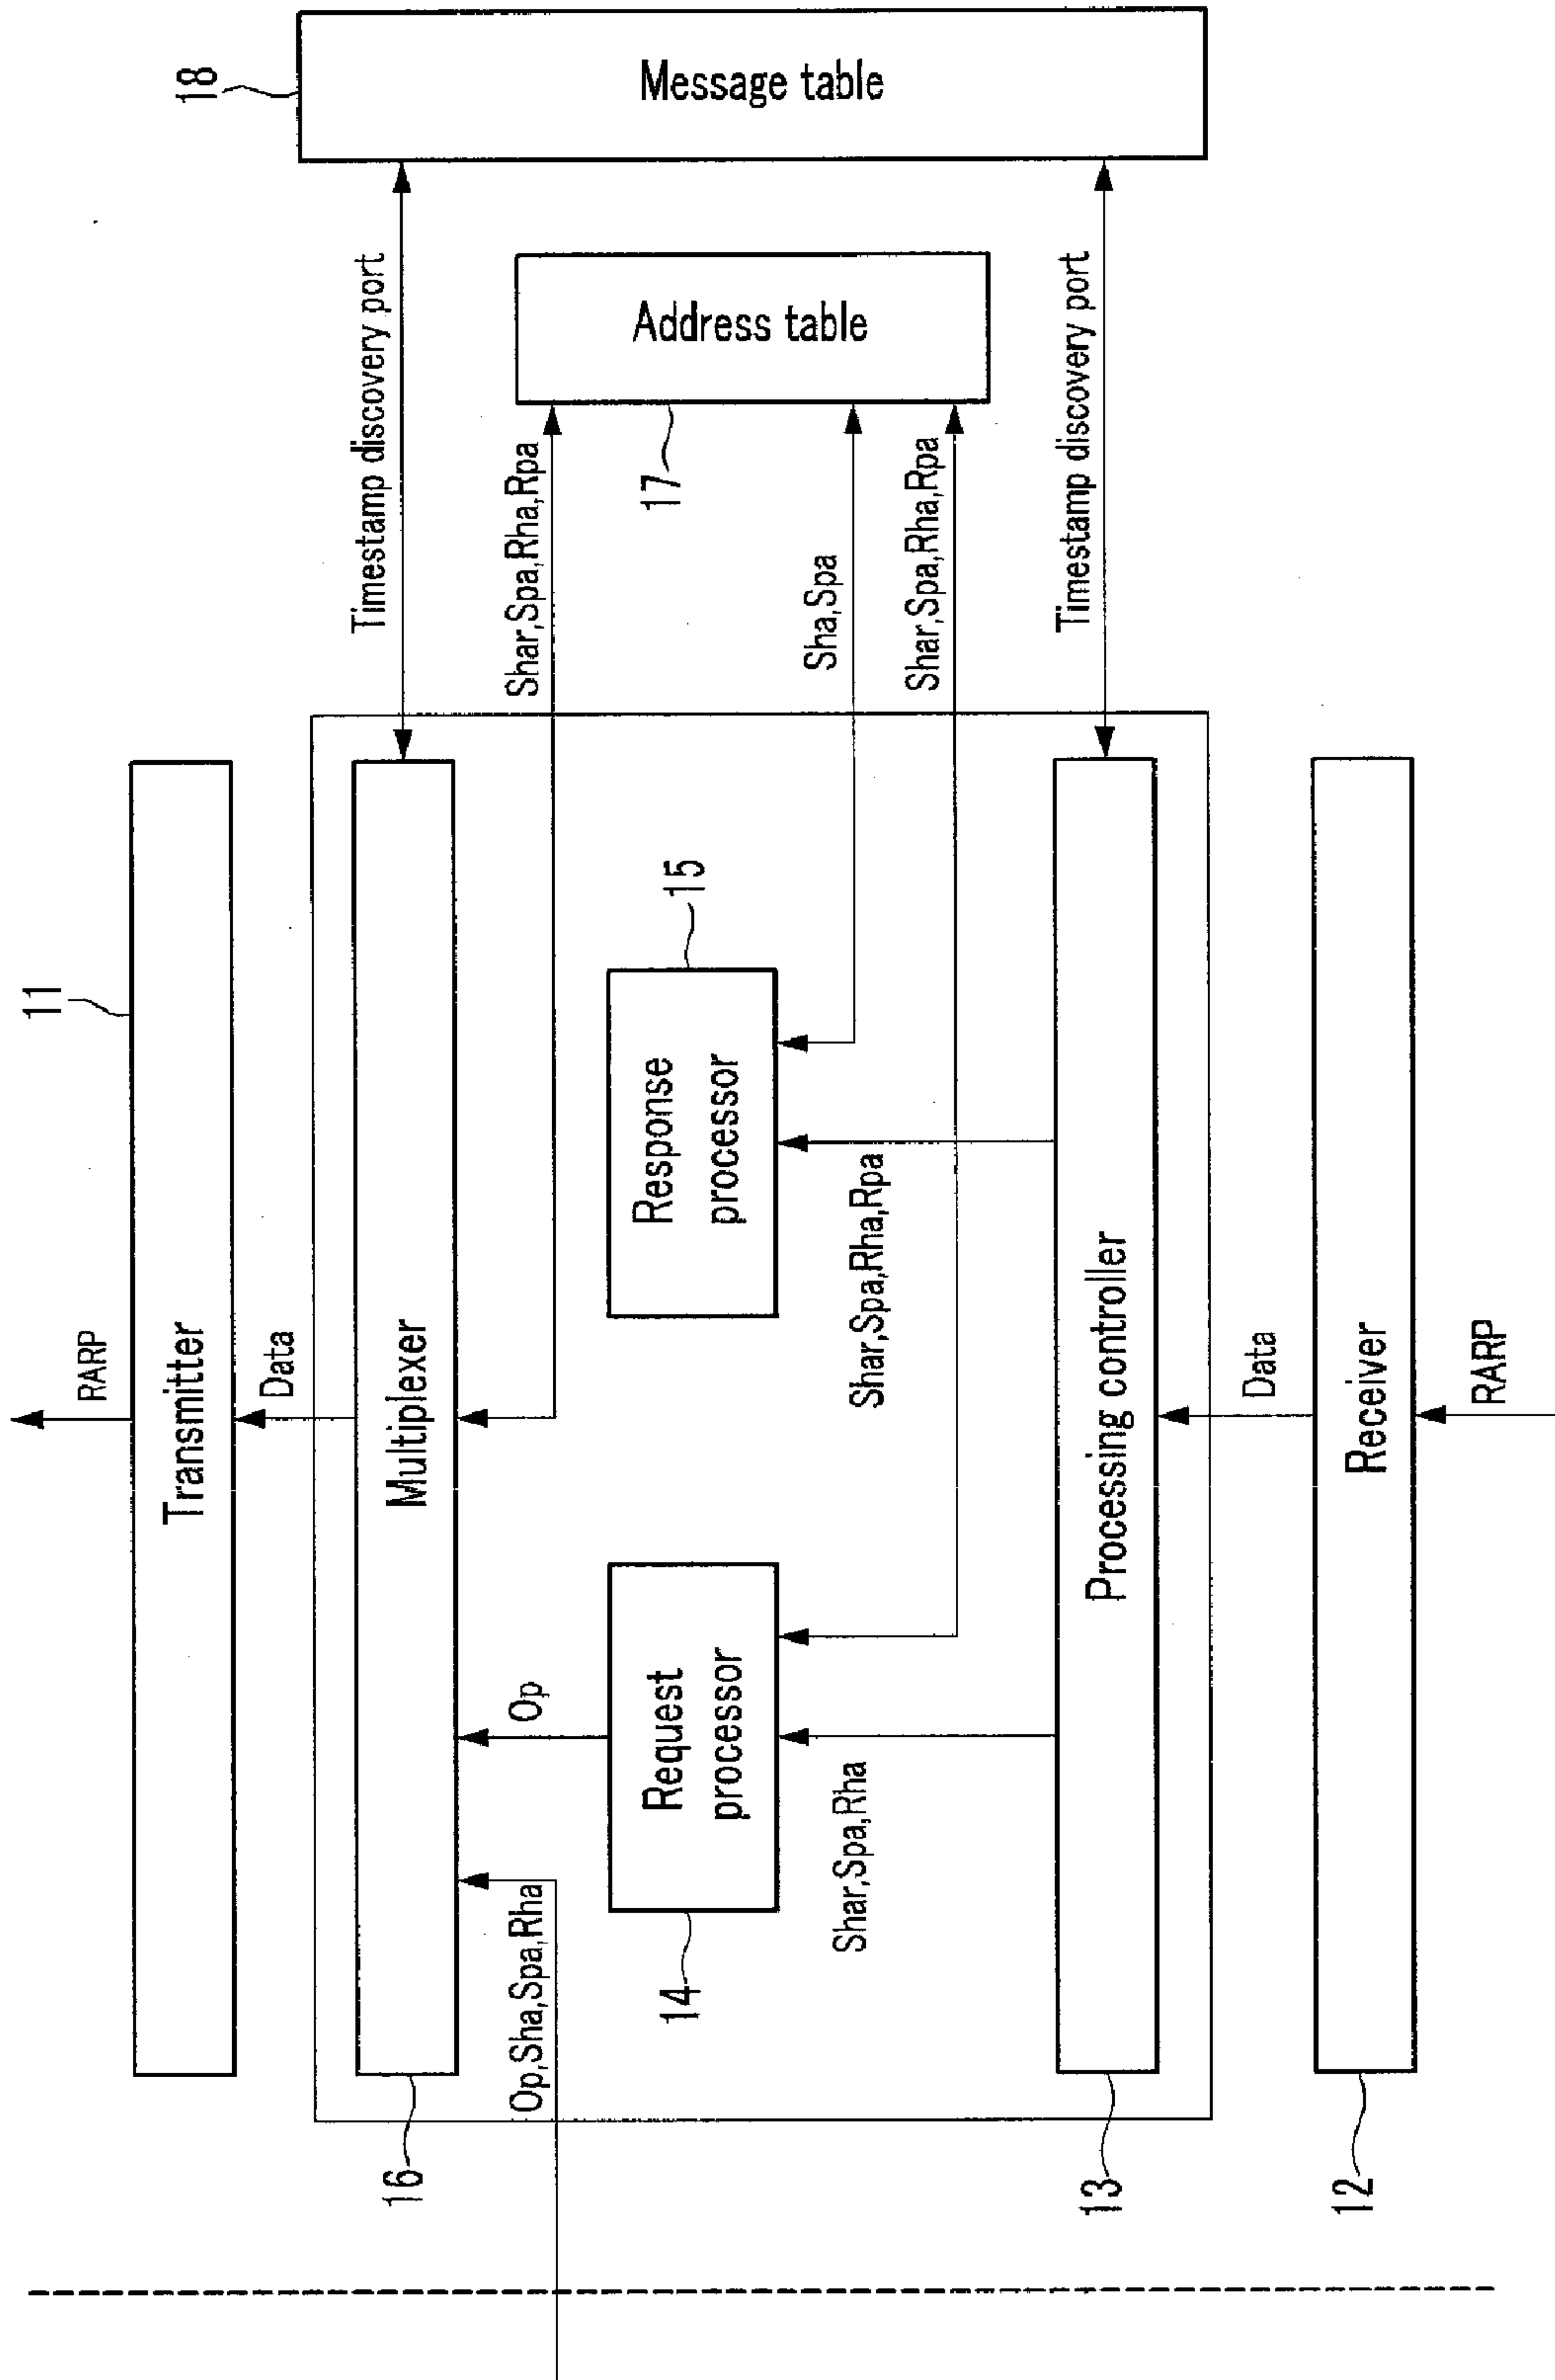 RARP
11
Transmitter
Data
16
Multiplexer
Timestamp discovery port
18
Message table
Op,Sha,Spa,Rha
Op
Shar,Spa,Rha,Rpa
14
Request
processor
15
Response
processor
17
Address table
Sha,Spa
Shar,Spa,Rha
Shar,Spa,Rha,Rpa
Shar,Spa,Rha,Rpa
13
Processing controller
Timestamp discovery port
Data
12
Receiver
RARP